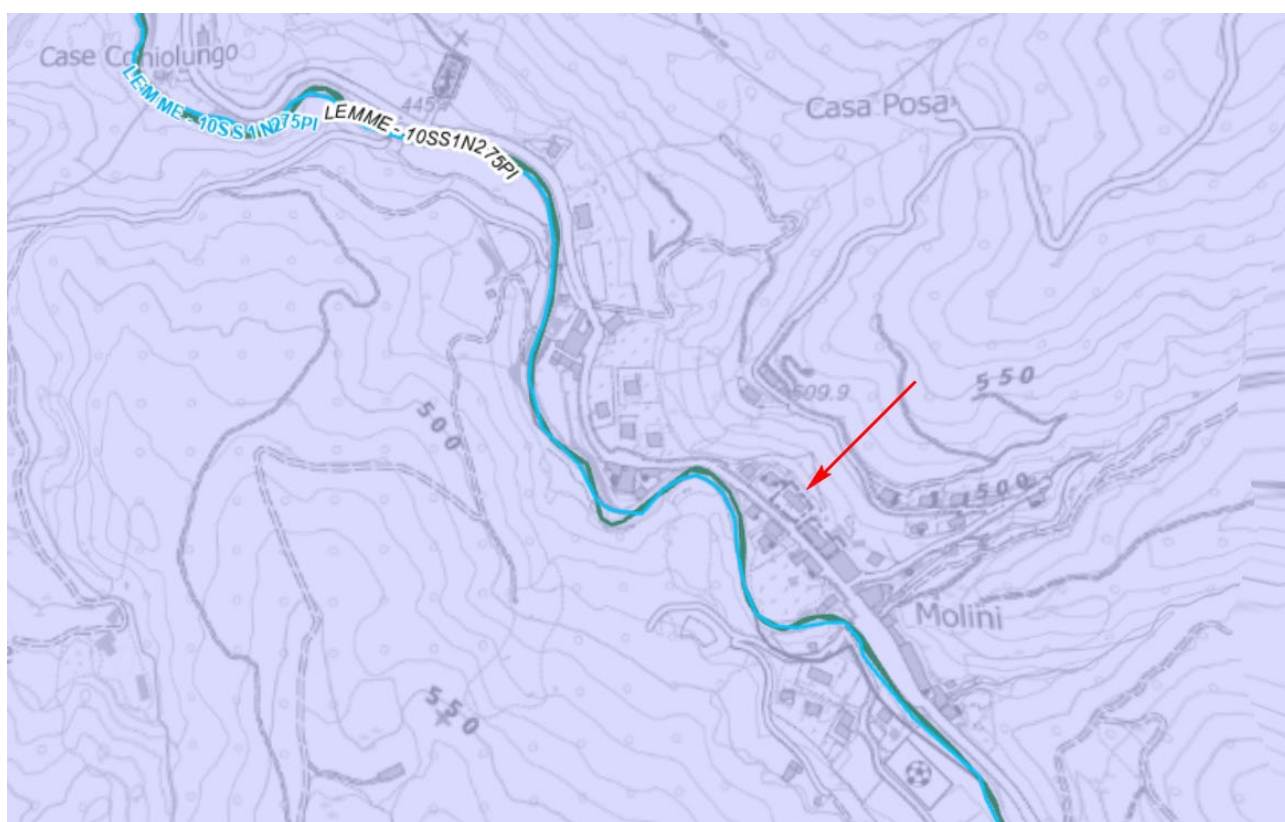 Case Coniolungo
445
LEMME - 10SS1N275PI
LEMME - 10SS1N275PI
Casa Posa
550
509.9
500
500
Molini
550